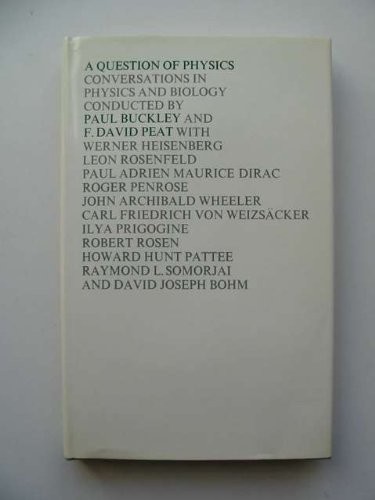 A QUESTION OF PHYSICS
CONVERSATIONS IN
PHYSICS AND BIOLOGY
CONDUCTED BY
PAUL BUCKLEY AND
F. DAVID PEAT WITH
WERNER HEISENBERG
LEON ROSENFELD
PAUL ADRIEN MAURICE DIRAC
ROGER PENROSE
JOHN ARCHIBALD WHEELER
CARL FRIEDRICH VON WEIZSÄCKER
ILYA PRIGOGINE
ROBERT ROSEN
HOWARD HUNT PATTEE
RAYMOND L. SOMORJAI
AND DAVID JOSEPH BOHM